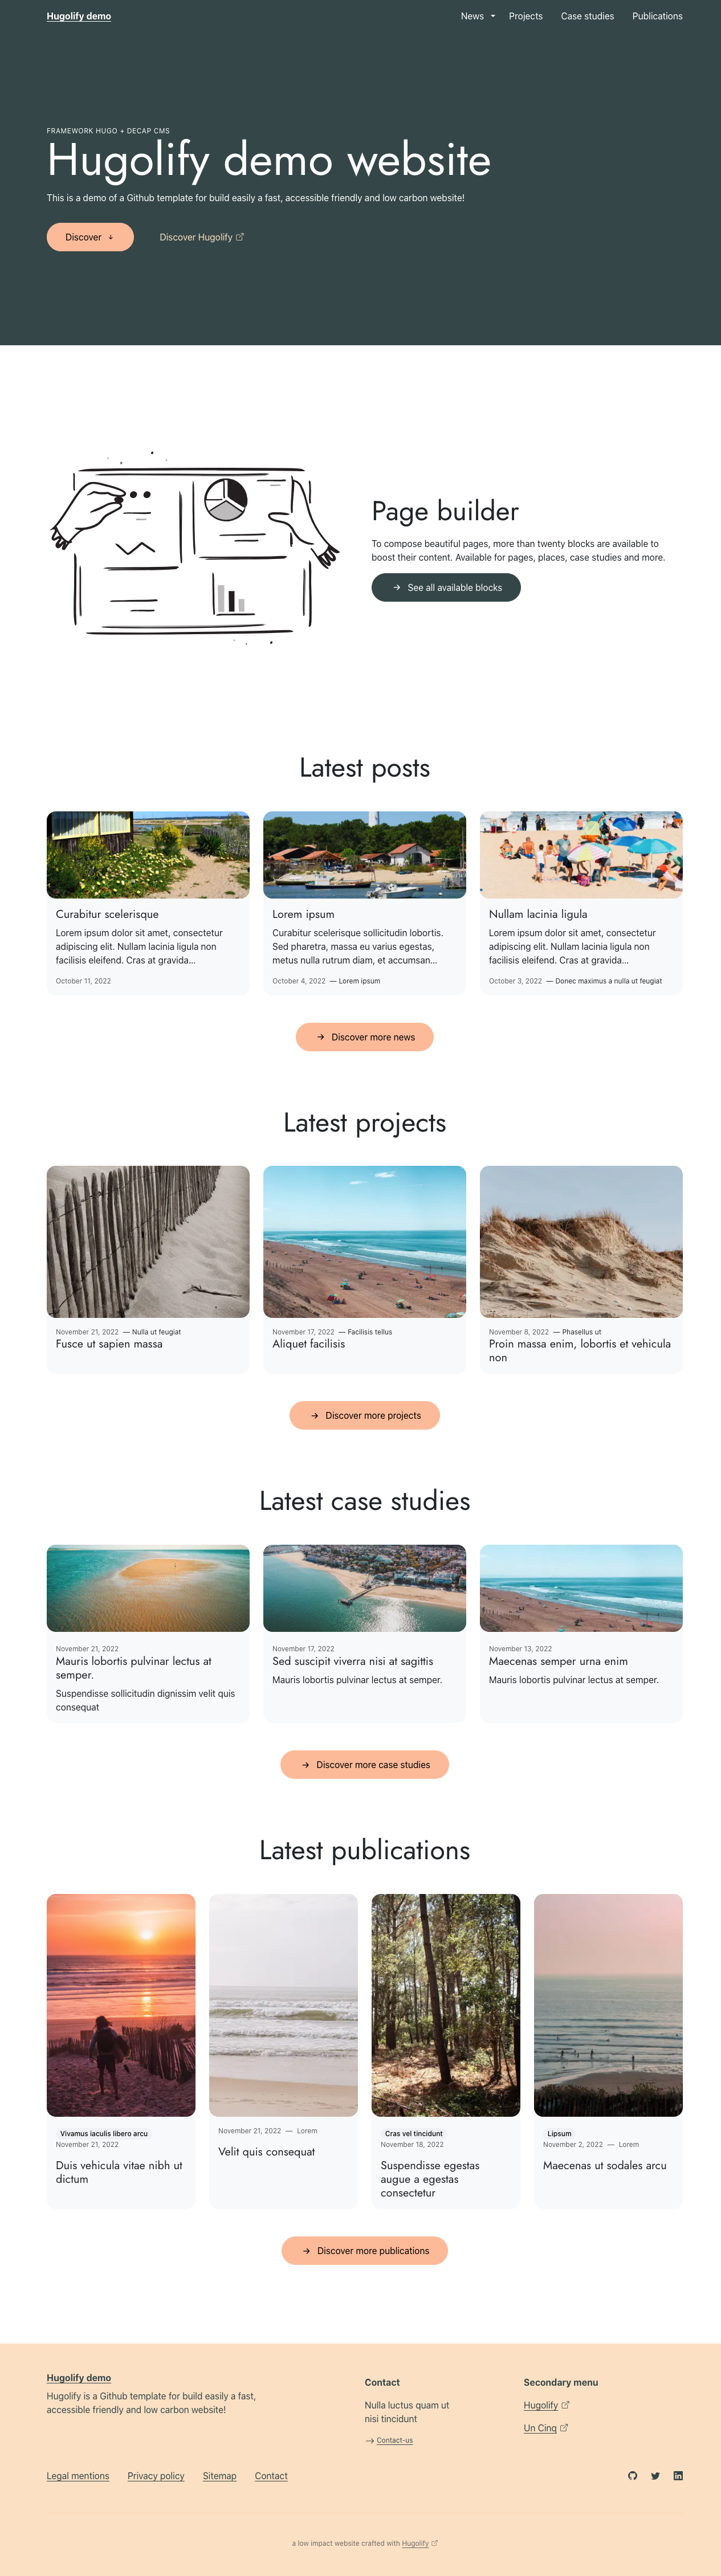 Hugolify demo
News
Projects
Case studies
Publications
FRAMEWORK HUGO + DECAP CMS
Hugolify demo website
This is a demo of a Github template for build easily a fast, accessible friendly and low carbon website!
Discover
Discover Hugolify
Page builder
To compose beautiful pages, more than twenty blocks are available to
boost their content. Available for pages, places, case studies and more.
See all available blocks
Latest posts
Curabitur scelerisque
Lorem ipsum dolor sit amet, consectetur
adipiscing elit. Nullam lacinia ligula non
facilisis eleifend. Cras at gravida...
October 11, 2022
Lorem ipsum
Curabitur scelerisque sollicitudin lobortis.
Sed pharetra, massa eu varius egestas,
metus nulla rutrum diam, et accumsan...
October 4, 2022 — Lorem ipsum
Nullam lacinia ligula
Lorem ipsum dolor sit amet, consectetur
adipiscing elit. Nullam lacinia ligula non
facilisis eleifend. Cras at gravida...
October 3, 2022 — Donec maximus a nulla ut feugiat
Discover more news
Latest projects
November 21, 2022 — Nulla ut feugiat
Fusce ut sapien massa
November 17, 2022 — Facilisis tellus
Aliquet facilisis
November 8, 2022 — Phasellus ut
Proin massa enim, lobortis et vehicula
non
Discover more projects
Latest case studies
November 21, 2022
Mauris lobortis pulvinar lectus at
semper.
Suspendisse sollicitudin dignissim velit quis
consequat
November 17, 2022
Sed suscipit viverra nisi at sagittis
Mauris lobortis pulvinar lectus at semper.
November 13, 2022
Maecenas semper urna enim
Mauris lobortis pulvinar lectus at semper.
Discover more case studies
Latest publications
Vivamus iaculis libero arcu
November 21, 2022
Duis vehicula vitae nibh ut
dictum
November 21, 2022 — Lorem
Velit quis consequat
Cras vel tincidunt
November 18, 2022
Suspendisse egestas
augue a egestas
consectetur
Lipsum
November 2, 2022 — Lorem
Maecenas ut sodales arcu
Discover more publications
Hugolify demo
Hugolify is a Github template for build easily a fast,
accessible friendly and low carbon website!
Contact
Nulla luctus quam ut
nisi tincidunt
Contact-us
Secondary menu
Hugolify
Un Cinq
Legal mentions
Privacy policy
Sitemap
Contact
a low impact website crafted with Hugolify